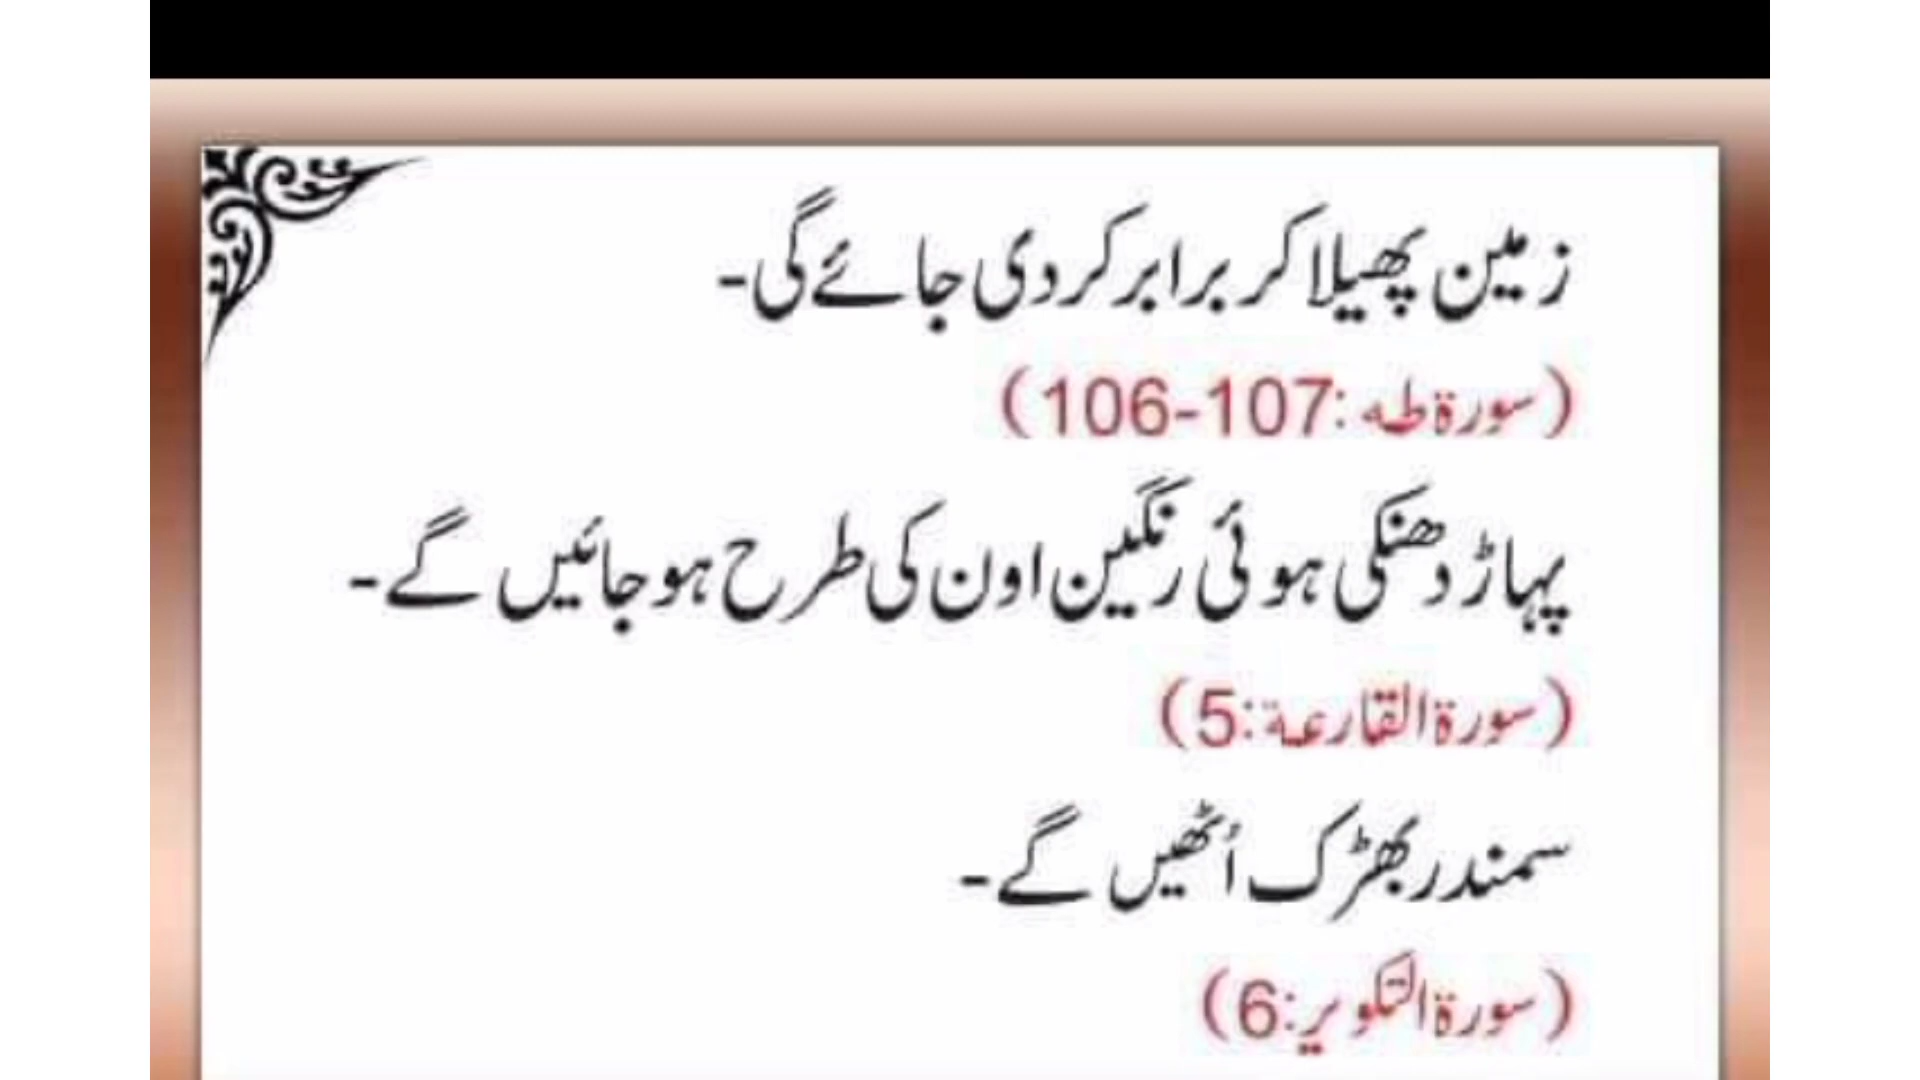 زمین پھیلا کر برابر کر دی جائے گی۔
(سورۃ طہ :107-106)
پہاڑ دھنکی ہوئی رنگین اون کی طرح ہو جائیں گے۔
(سورۃ القارعۃ:5)
سمندر بھڑک اُٹھیں گے۔
(سورۃ التکویر:6)